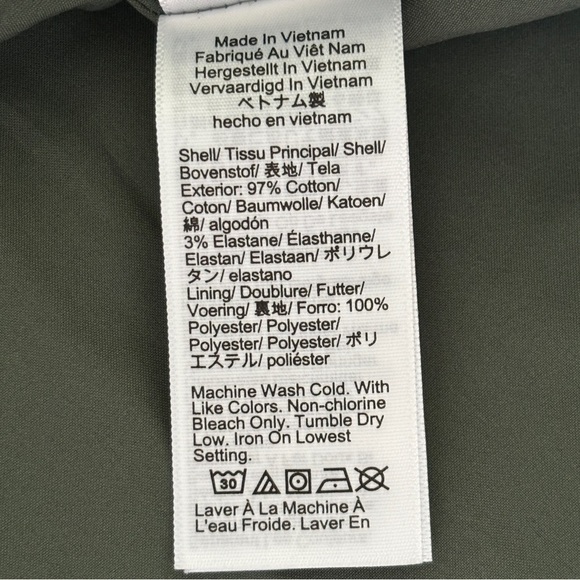 Made In Vietnam
Fabriqué Au Viêt Nam
Hergestellt In Vietnam
Vervaardigd In Vietnam
ベトナム製
hecho en vietnam
Shell/ Tissu Principal/ Shell/
Bovenstof/ 表地/ Tela
Exterior: 97% Cotton/
Coton/ Baumwolle/ Katoen/
綿/ algodón
3% Elastane/ Élasthanne/
Elastan/ Elastaan/ ポリウレ
タン/ elastano
Lining/ Doublure/ Futter/
Voering/ 裏地/ Forro: 100%
Polyester/ Polyester/
Polyester/ Polyester/ ポリ
エステル/ poliéster
Machine Wash Cold. With
Like Colors. Non-chlorine
Bleach Only. Tumble Dry
Low. Iron On Lowest
Setting.
30
Laver À La Machine À
L'eau Froide. Laver En